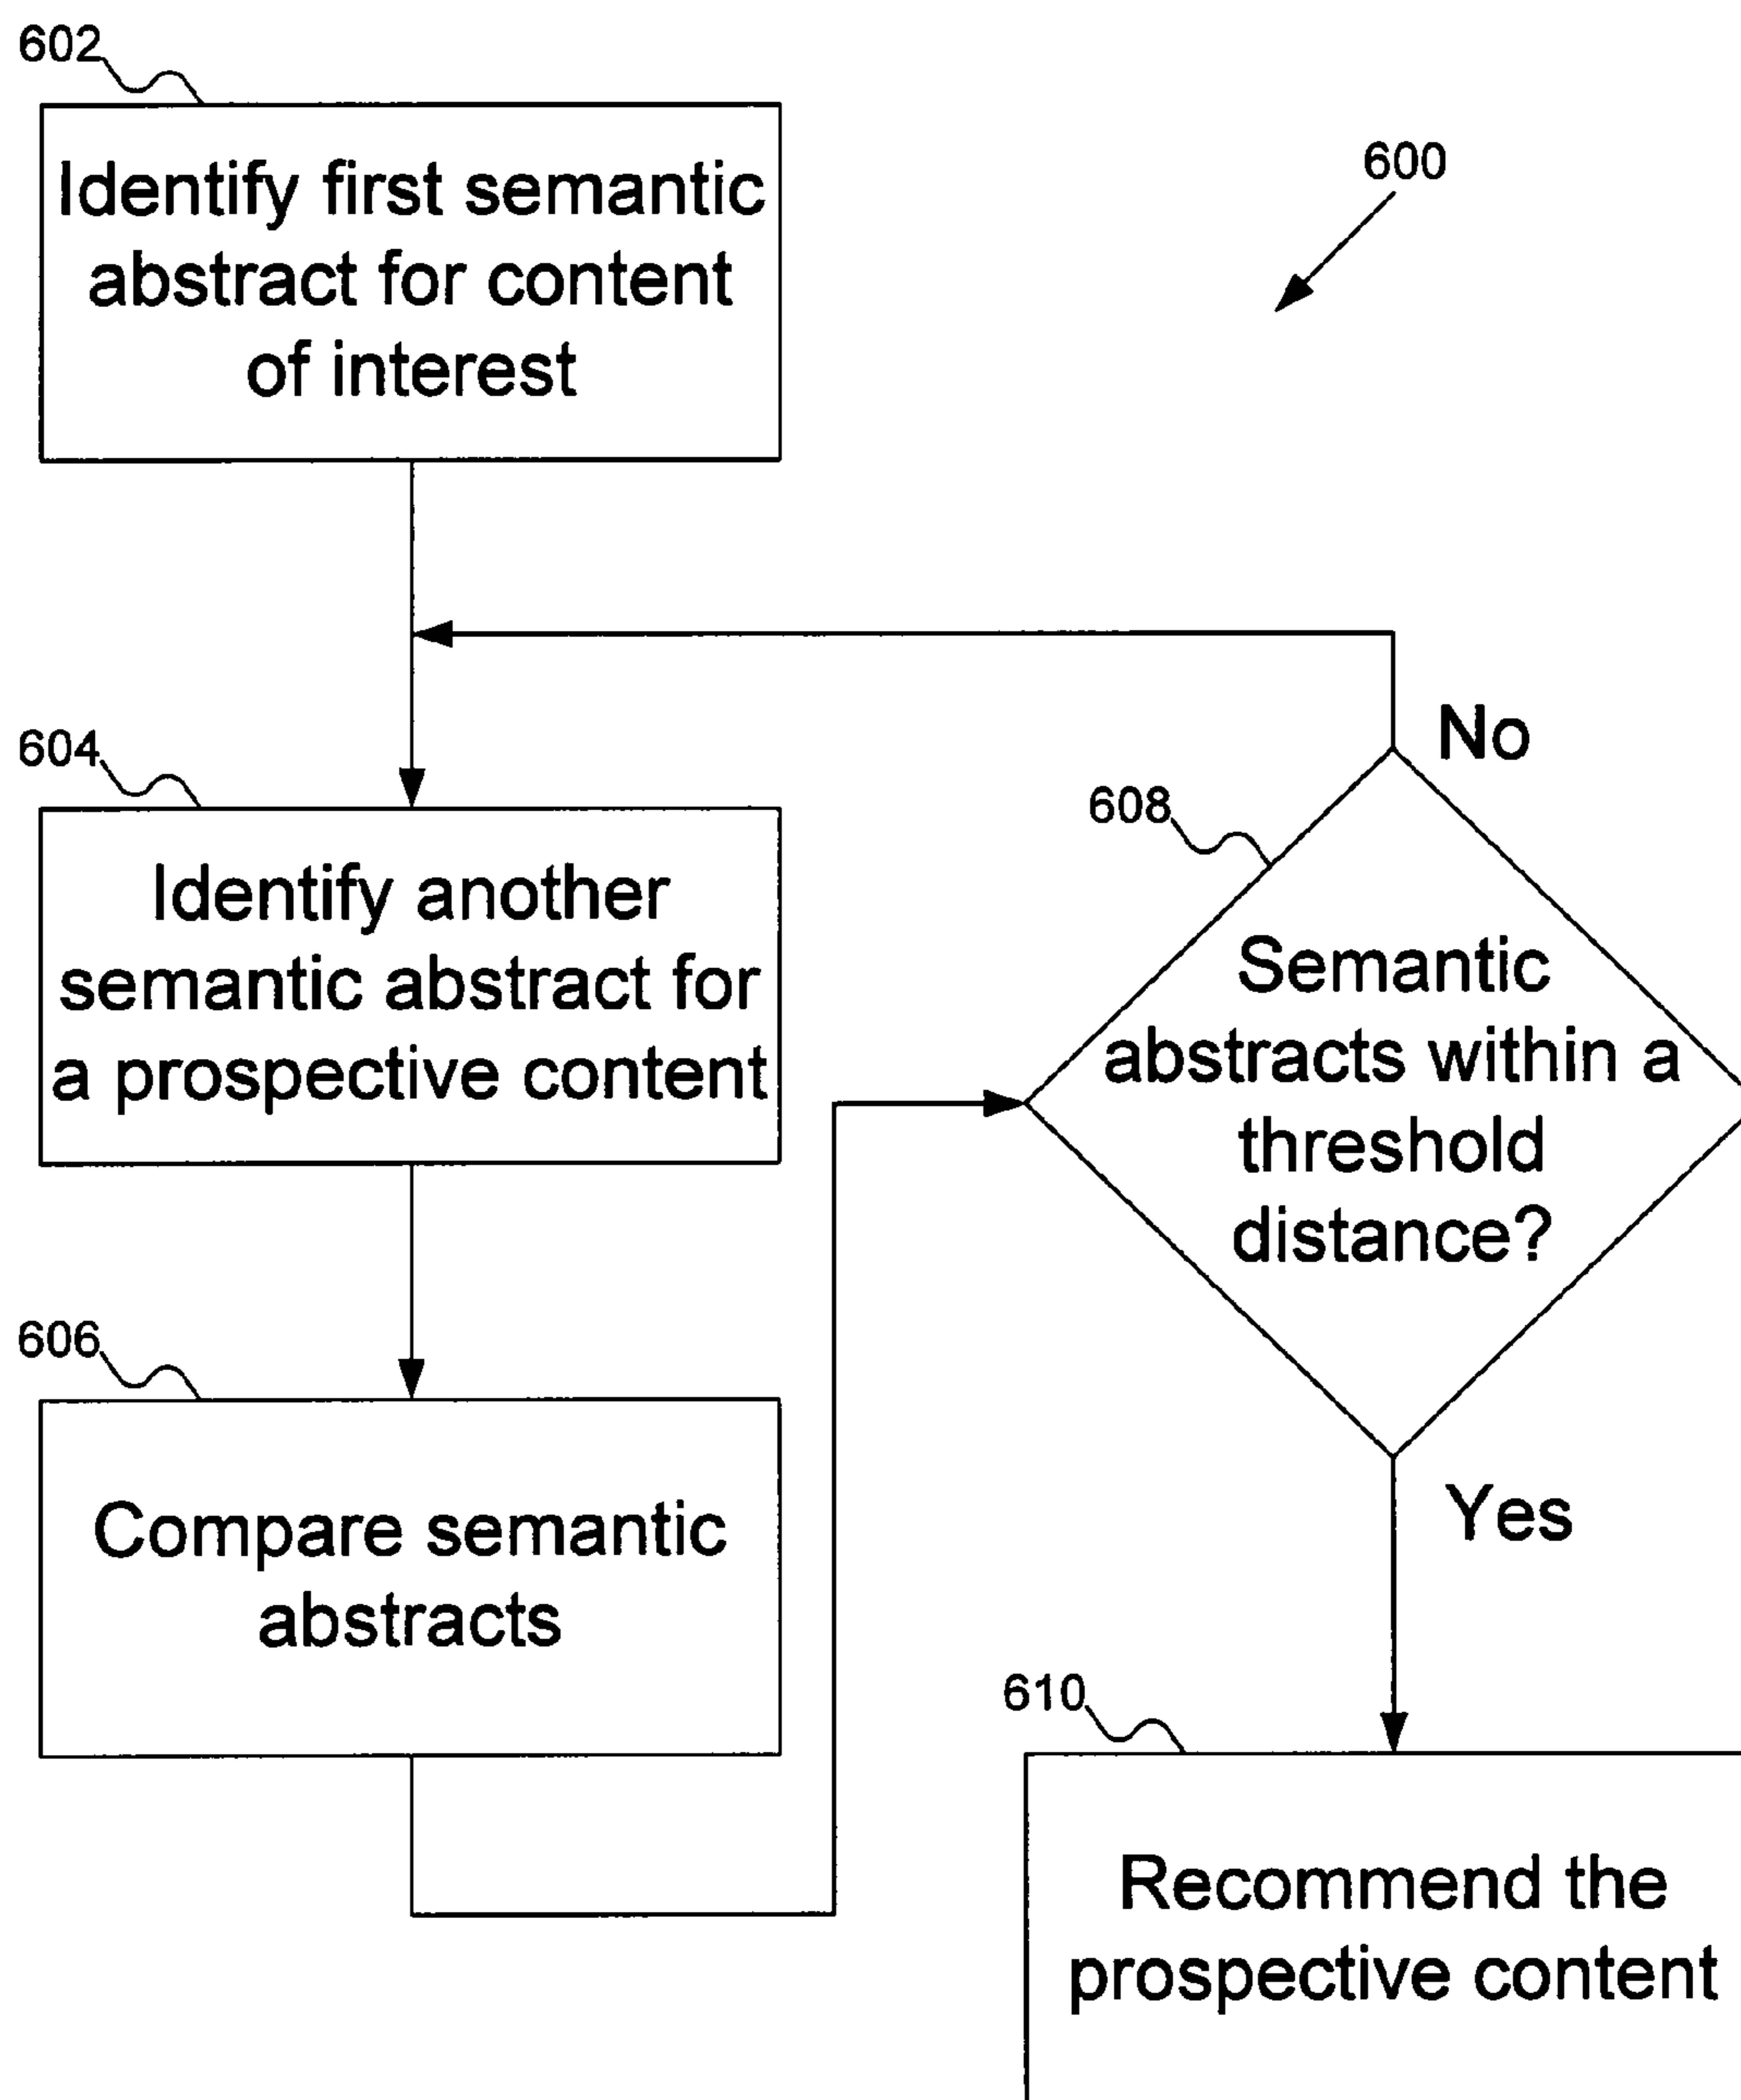 602
Identify first semantic
abstract for content
of interest
600
604
Identify another
semantic abstract for
a prospective content
606
Compare semantic
abstracts
No
608
Semantic
abstracts within a
threshold
distance?
Yes
610
Recommend the
prospective content